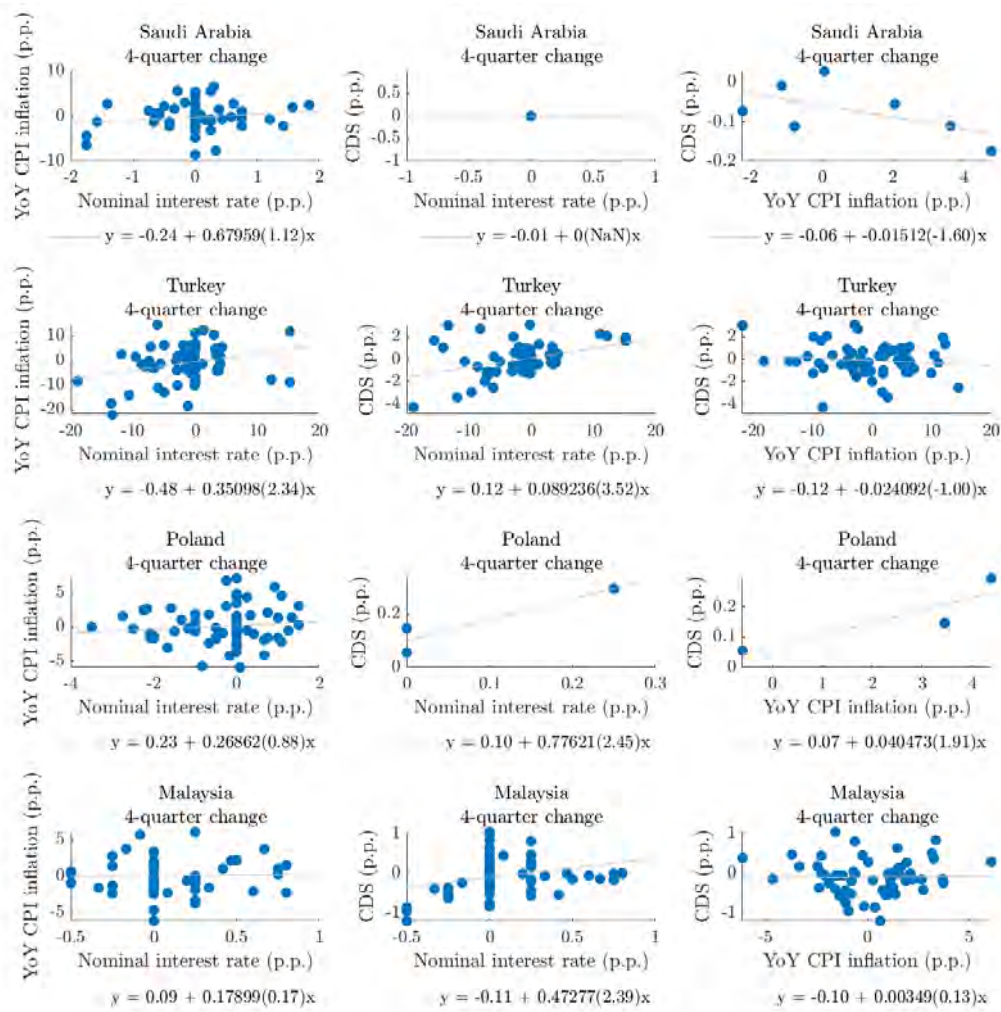 Saudi Arabia
4-quarter change
YoY CPI inflation (p.p.)
10
0
-10
-2
-1
0
1
2
Nominal interest rate (p.p.)
y = -0.24 + 0.67959(1.12)x
Saudi Arabia
4-quarter change
CDS (p.p.)
0.5
0
-0.5
-1
-1
-0.5
0
0.5
1
Nominal interest rate (p.p.)
y = -0.01 + 0(NaN)x
Saudi Arabia
4-quarter change
CDS (p.p.)
0
-0.1
-0.2
-2
0
2
4
YoY CPI inflation (p.p.)
y = -0.06 + -0.01512(-1.60)x
Turkey
4-quarter change
YoY CPI inflation (p.p.)
10
0
-10
-20
-20
-10
0
10
20
Nominal interest rate (p.p.)
y = -0.48 + 0.35098(2.34)x
Turkey
4-quarter change
CDS (p.p.)
2
0
-2
-4
-20
-10
0
10
20
Nominal interest rate (p.p.)
y = 0.12 + 0.089236(3.52)x
Turkey
4-quarter change
CDS (p.p.)
2
0
-2
-4
-20
-10
0
10
20
YoY CPI inflation (p.p.)
y = -0.12 + -0.024092(-1.00)x
Poland
4-quarter change
YoY CPI inflation (p.p.)
5
0
-5
-4
-2
0
2
Nominal interest rate (p.p.)
y = 0.23 + 0.26862(0.88)x
Poland
4-quarter change
CDS (p.p.)
0.2
0
0
0.1
0.2
0.3
Nominal interest rate (p.p.)
y = 0.10 + 0.77621(2.45)x
Poland
4-quarter change
CDS (p.p.)
0.2
0.1
0
0
1
2
3
4
YoY CPI inflation (p.p.)
y = 0.07 + 0.040473(1.91)x
Malaysia
4-quarter change
YoY CPI inflation (p.p.)
5
0
-5
-0.5
0
0.5
1
Nominal interest rate (p.p.)
y = 0.09 + 0.17899(0.17)x
Malaysia
4-quarter change
CDS (p.p.)
1
0
-1
-0.5
0
0.5
1
Nominal interest rate (p.p.)
y = -0.11 + 0.47277(2.39)x
Malaysia
4-quarter change
CDS (p.p.)
1
0
-1
-5
0
5
YoY CPI inflation (p.p.)
y = -0.10 + 0.00349(0.13)x